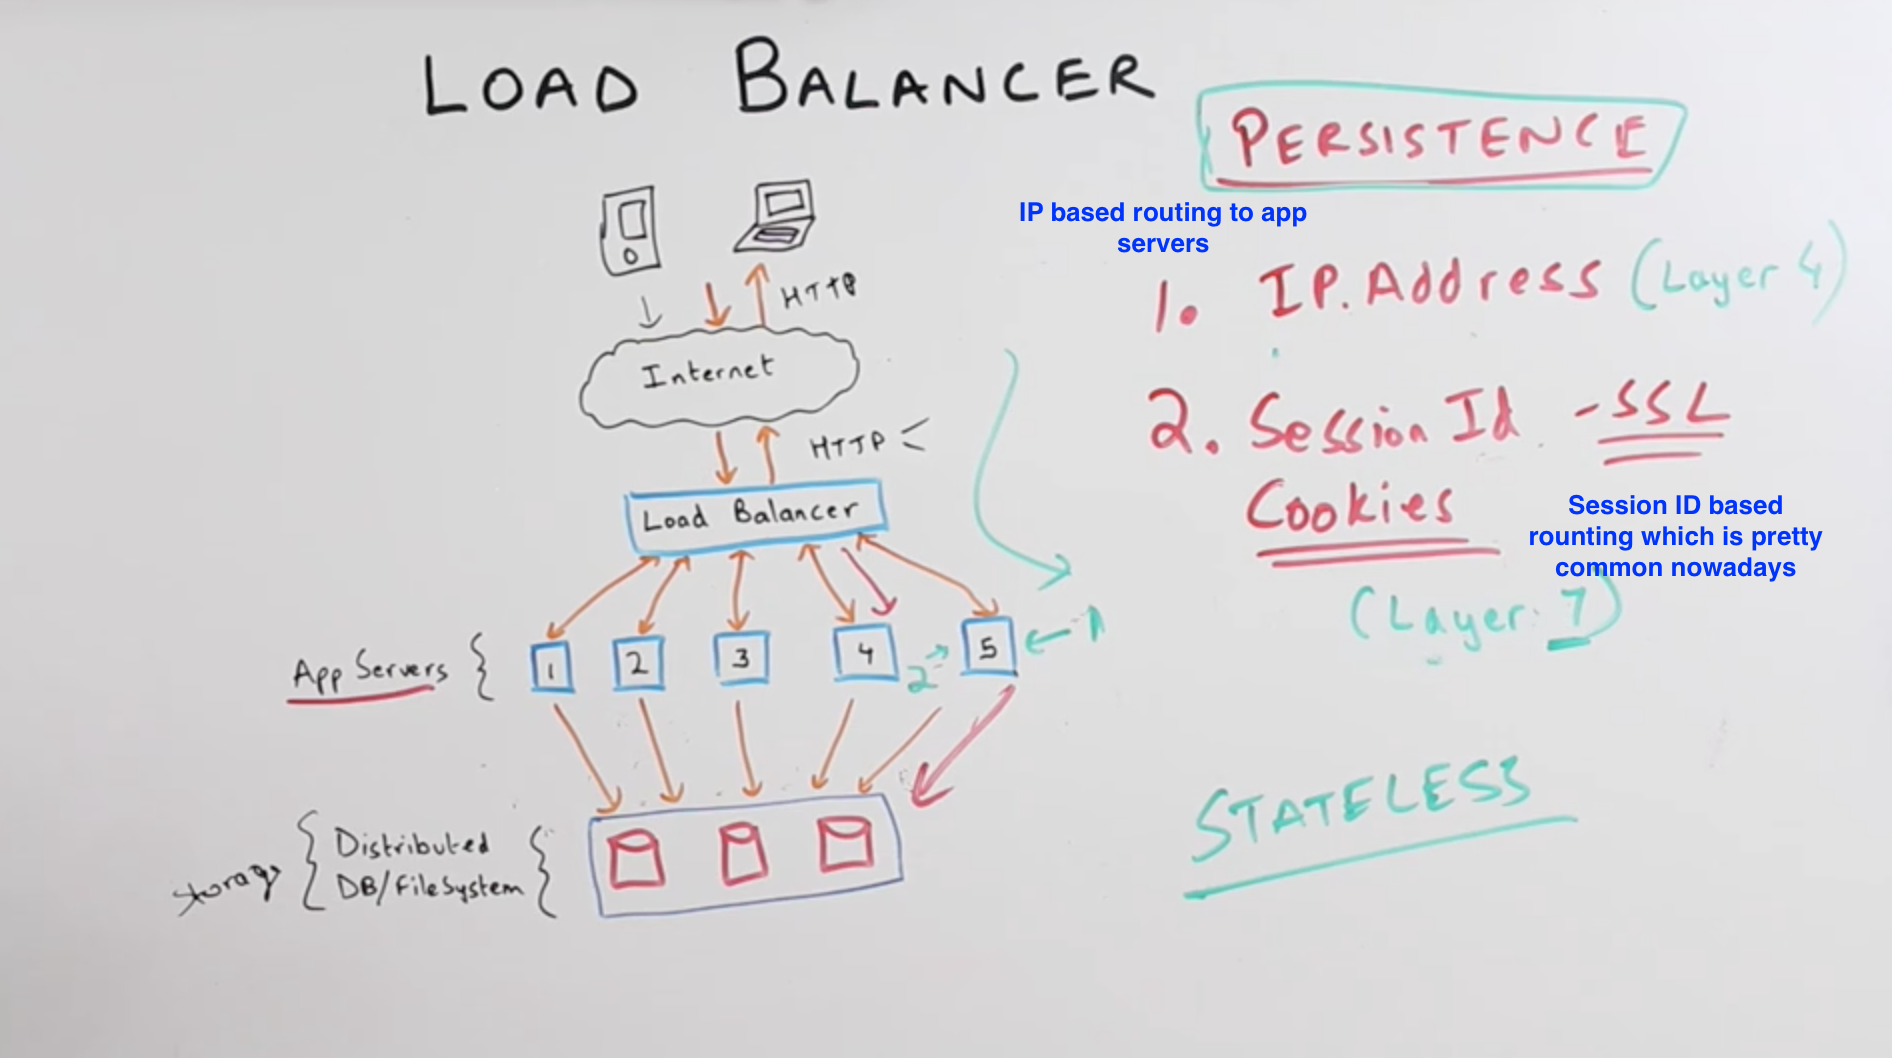 LOAD BALANCER
PERSISTENCE
IP based routing to app
servers
1. IP. Address (Layer 4)
HTTP
Internet
2. Session Id - SSL
Cookies
HTTP
Session ID based
rounting which is pretty
common nowadays
Load Balancer
(Layer 7)
App Servers
1
2
3
4
2
5
1
STATELESS
Storage
Distributed
DB/FileSystem